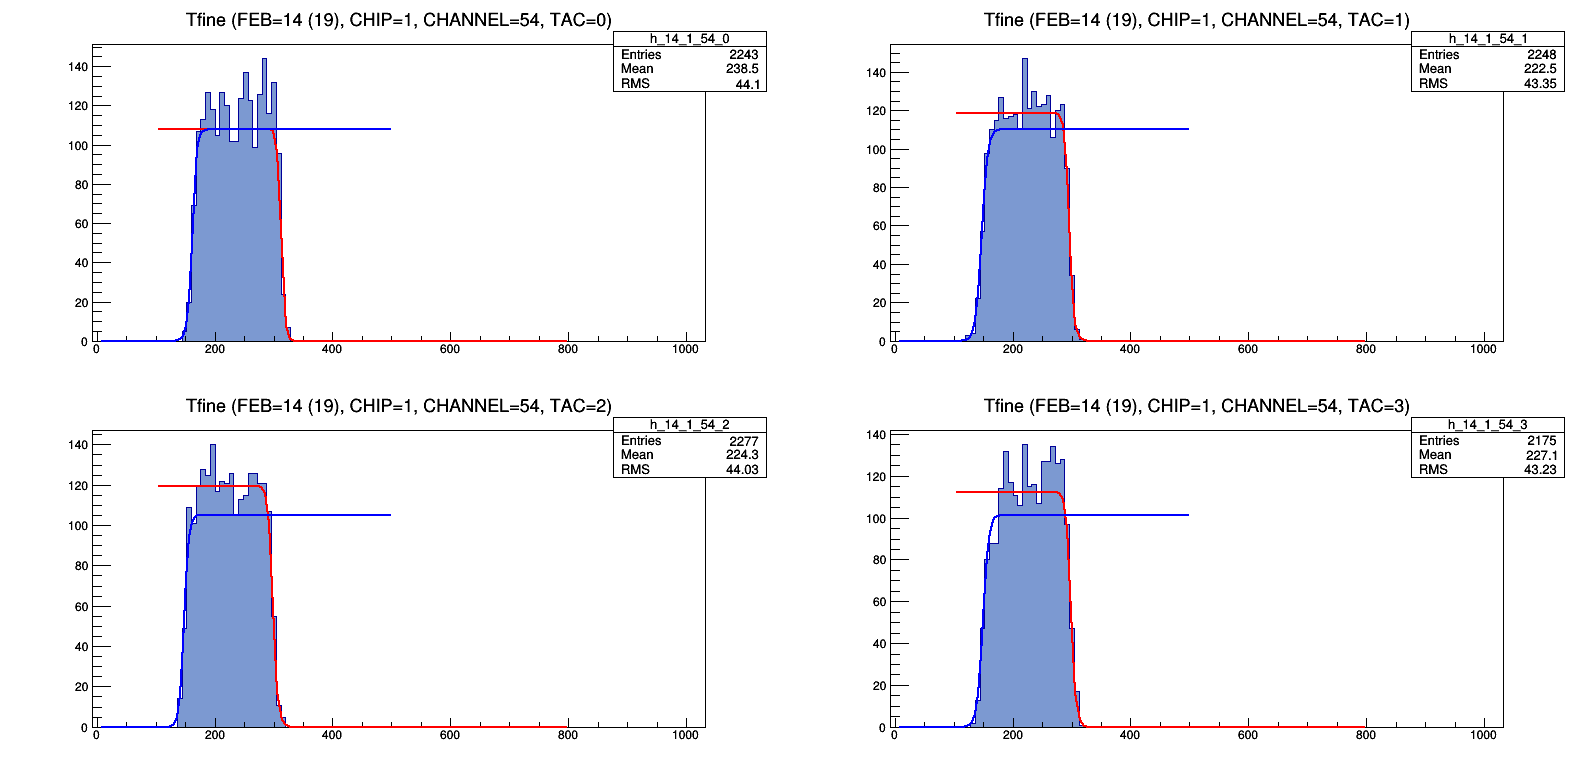 Tfine (FEB=14 (19), CHIP=1, CHANNEL=54, TAC=0)
h_14_1_54_0
Entries 2243
Mean 238.5
RMS 44.1
140
120
100
80
60
40
20
0
0 200 400 600 800 1000
Tfine (FEB=14 (19), CHIP=1, CHANNEL=54, TAC=1)
h_14_1_54_1
Entries 2248
Mean 222.5
RMS 43.35
140
120
100
80
60
40
20
0
0 200 400 600 800 1000
Tfine (FEB=14 (19), CHIP=1, CHANNEL=54, TAC=2)
h_14_1_54_2
Entries 2277
Mean 224.3
RMS 44.03
140
120
100
80
60
40
20
0
0 200 400 600 800 1000
Tfine (FEB=14 (19), CHIP=1, CHANNEL=54, TAC=3)
h_14_1_54_3
Entries 2175
Mean 227.1
RMS 43.23
140
120
100
80
60
40
20
0
0 200 400 600 800 1000